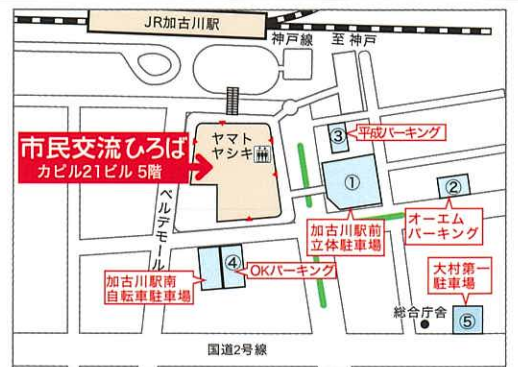 JR加古川駅
神戸線 至 神戸
市民交流ひろば
カピル21ビル 5階
ヤマト
ヤシキ
③
平成パーキング
①
②
加古川駅前
立体駐車場
オーエム
パーキング
ベルデモール
④
OKパーキング
加古川駅南
自転車駐車場
大村第一
駐車場
総合庁舎
⑤
国道2号線